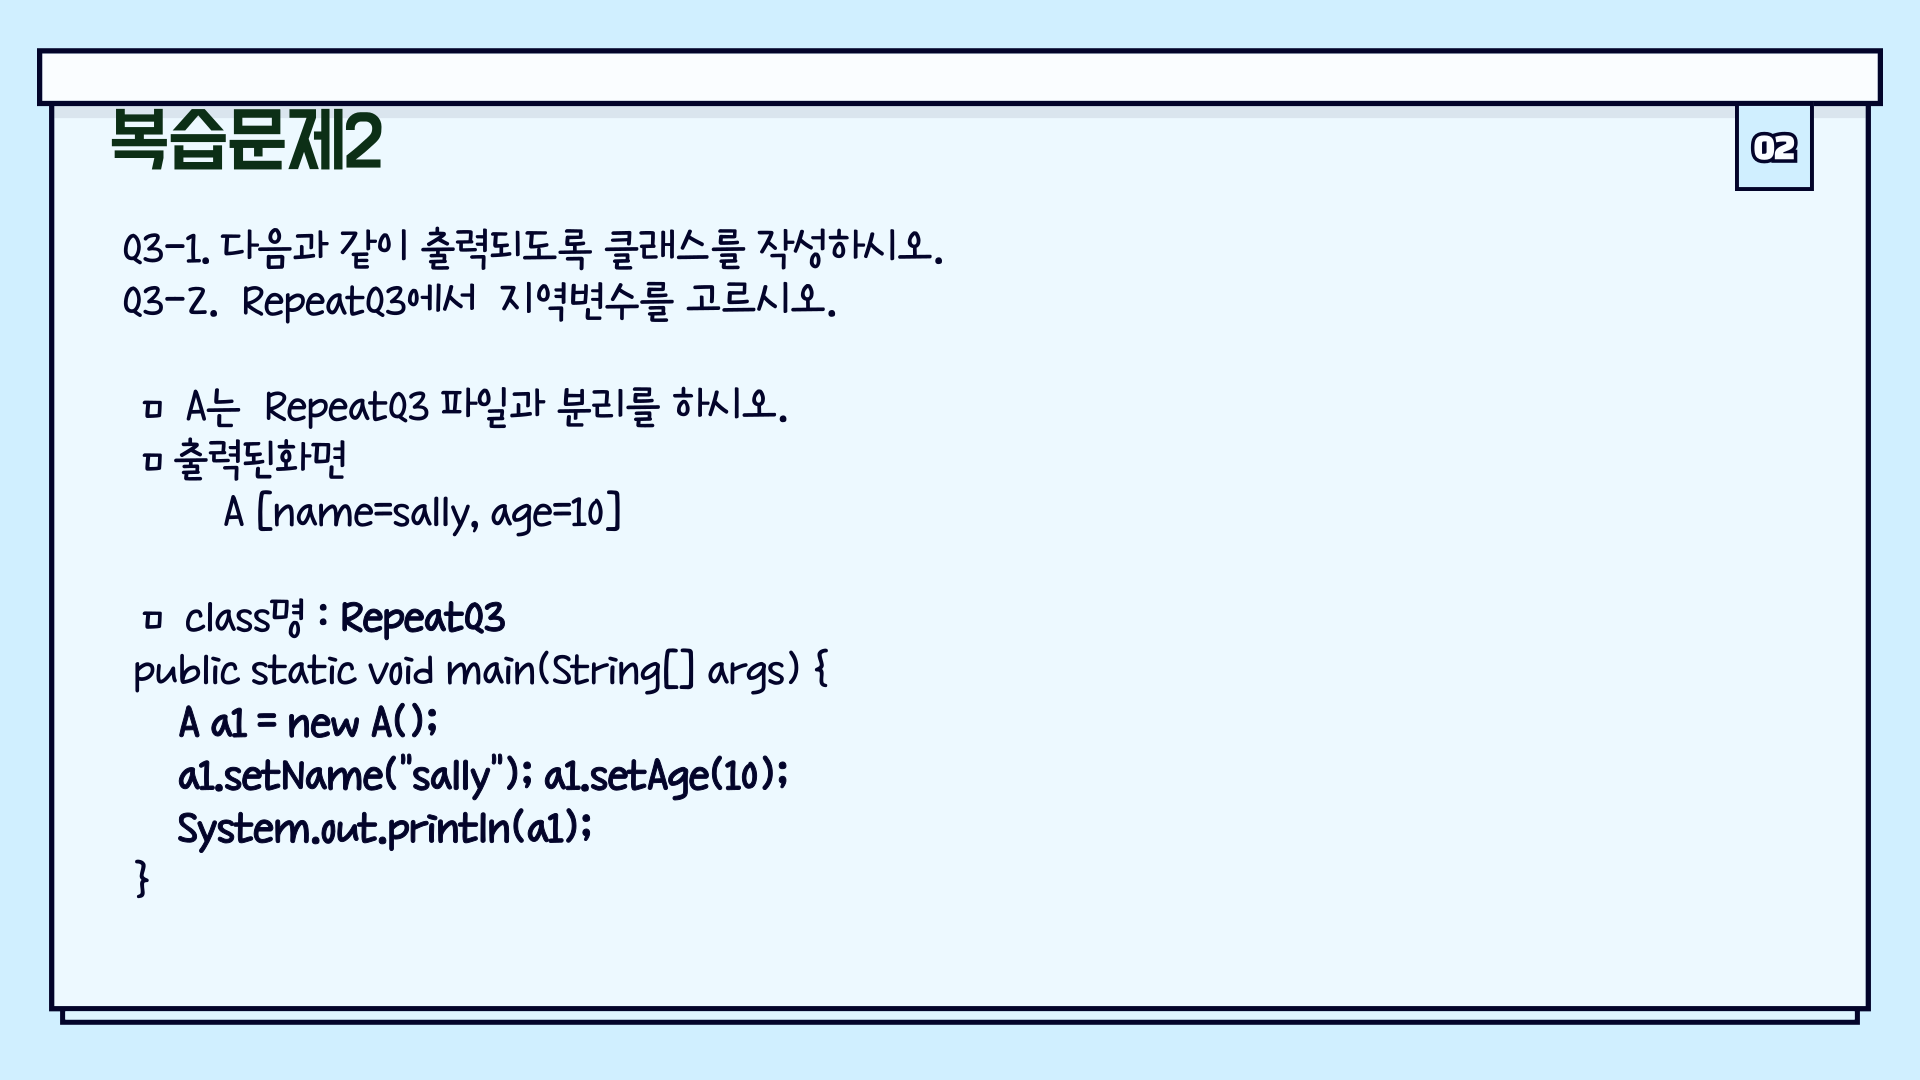 복습문제2
02
Q3-1. 다음과 같이 출력되도록 클래스를 작성하시오.
Q3-2. RepeatQ3에서 지역변수를 고르시오.
ㅁ A는 RepeatQ3 파일과 분리를 하시오.
ㅁ 출력된화면
A [name=sally, age=10]
ㅁ class명 : RepeatQ3
public static void main(String[] args) {
A a1 = new A();
a1.setName("sally"); a1.setAge(10);
System.out.println(a1);
}